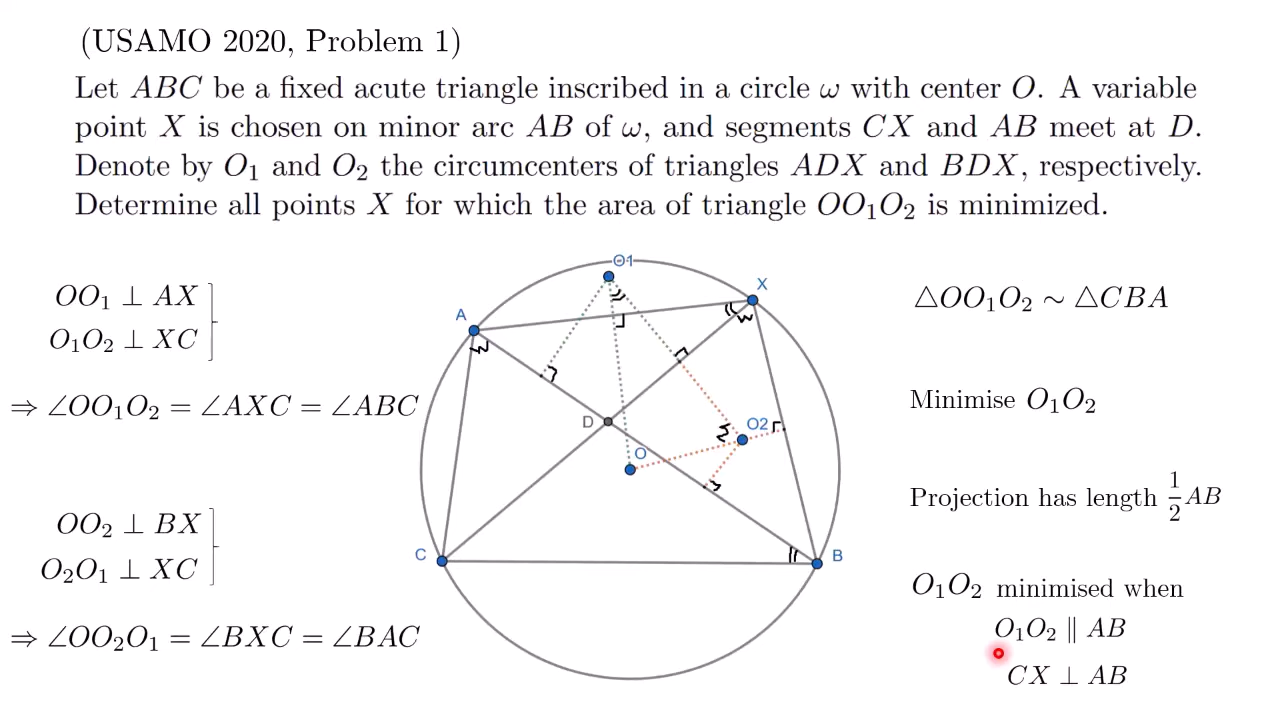 (USAMO 2020, Problem 1)
Let ABC be a fixed acute triangle inscribed in a circle ω with center O. A variable
point X is chosen on minor arc AB of ω, and segments CX and AB meet at D.
Denote by O₁ and O₂ the circumcenters of triangles ADX and BDX, respectively.
Determine all points X for which the area of triangle OO₁O₂ is minimized.
OO₁ ⊥ AX
O₁O₂ ⊥ XC
⇒ ∠OO₁O₂ = ∠AXC = ∠ABC
OO₂ ⊥ BX
O₂O₁ ⊥ XC
⇒ ∠OO₂O₁ = ∠BXC = ∠BAC
O1
X
A
D
O2
O
C
B
△OO₁O₂ ∼ △CBA
Minimise O₁O₂
Projection has length 1/2 AB
O₁O₂ minimised when
O₁O₂ ∥ AB
CX ⊥ AB